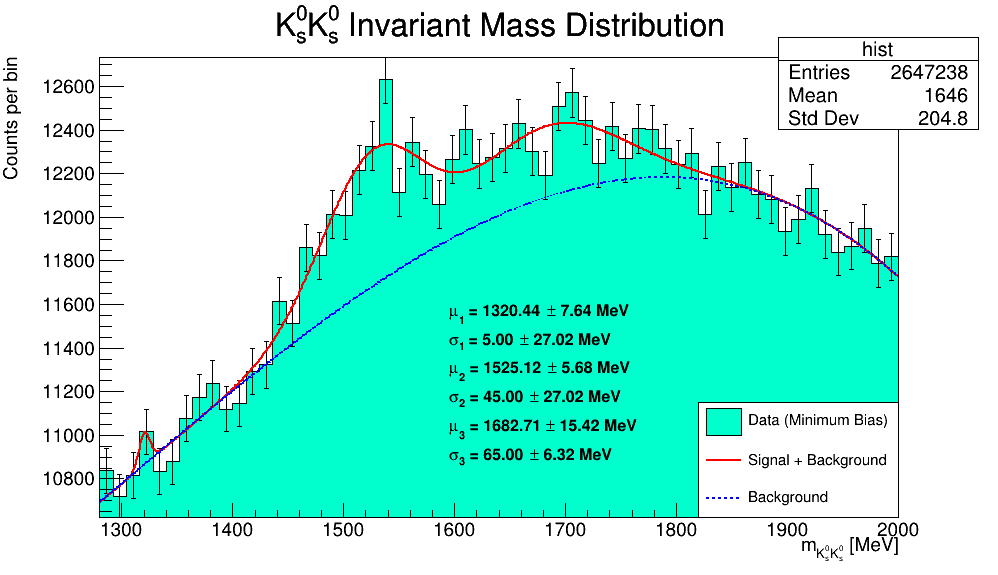 K⁰ₛK⁰ₛ Invariant Mass Distribution
hist
Entries 2647238
Mean 1646
Std Dev 204.8
Counts per bin
12600
12400
12200
12000
11800
11600
11400
11200
11000
10800
μ₁ = 1320.44 ± 7.64 MeV
σ₁ = 5.00 ± 27.02 MeV
μ₂ = 1525.12 ± 5.68 MeV
σ₂ = 45.00 ± 27.02 MeV
μ₃ = 1682.71 ± 15.42 MeV
σ₃ = 65.00 ± 6.32 MeV
Data (Minimum Bias)
Signal + Background
Background
1300 1400 1500 1600 1700 1800 1900 2000
m K⁰ₛK⁰ₛ [MeV]